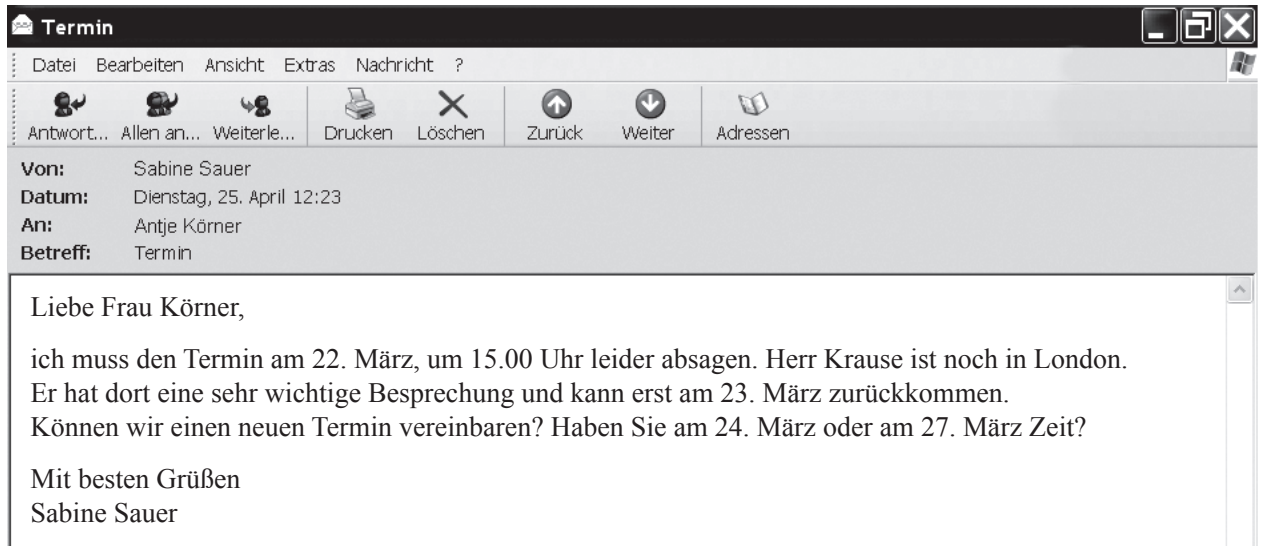 Termin
Datei Bearbeiten Ansicht Extras Nachricht ?
Antwort... Allen an... Weiterle... Drucken Löschen Zurück Weiter Adressen
Von: Sabine Sauer
Datum: Dienstag, 25. April 12:23
An: Antje Körner
Betreff: Termin
Liebe Frau Körner,
ich muss den Termin am 22. März, um 15.00 Uhr leider absagen. Herr Krause ist noch in London.
Er hat dort eine sehr wichtige Besprechung und kann erst am 23. März zurückkommen.
Können wir einen neuen Termin vereinbaren? Haben Sie am 24. März oder am 27. März Zeit?
Mit besten Grüßen
Sabine Sauer